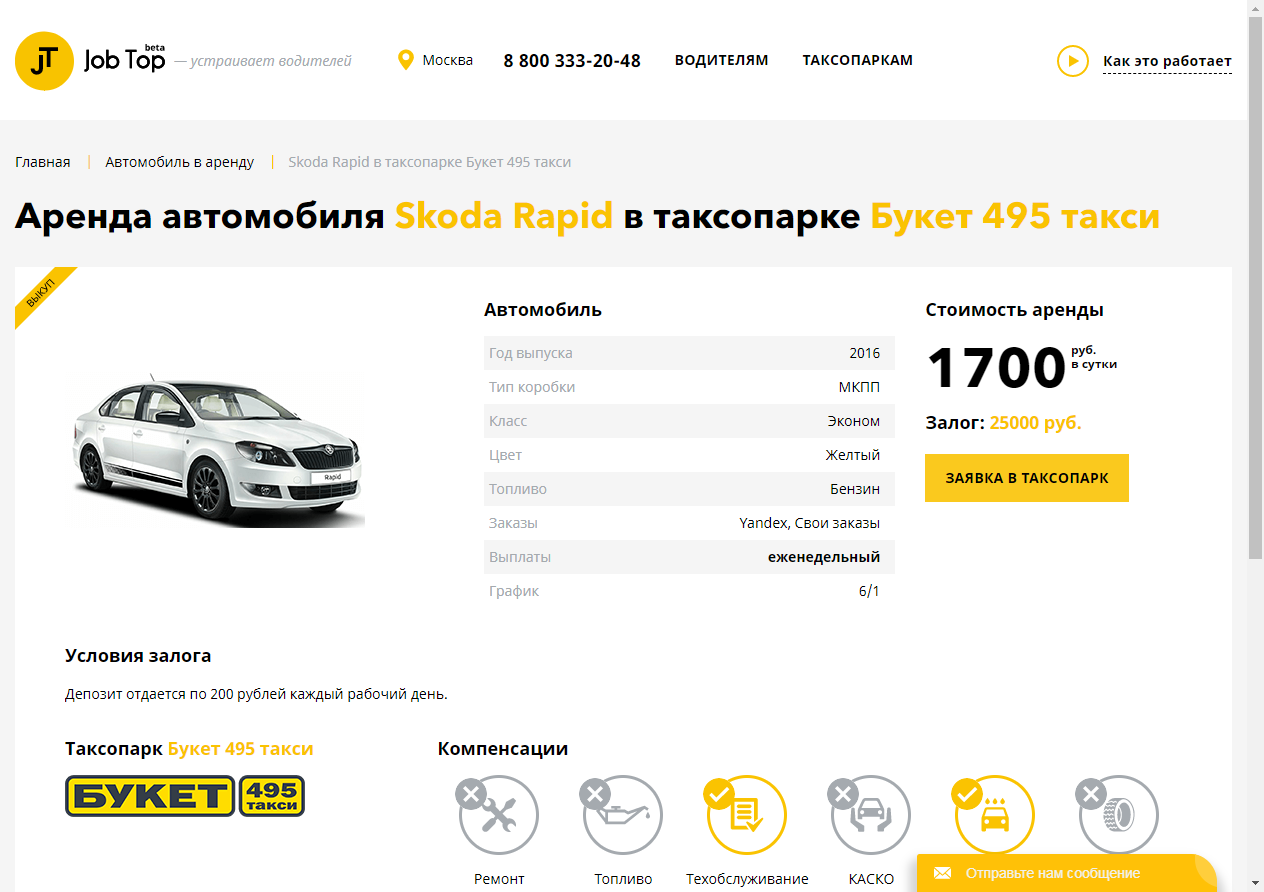 JT Job Top beta — устраивает водителей Москва 8 800 333-20-48 ВОДИТЕЛЯМ ТАКСОПАРКАМ Как это работает
Главная | Автомобиль в аренду | Skoda Rapid в таксопарке Букет 495 такси
Аренда автомобиля Skoda Rapid в таксопарке Букет 495 такси
ВЫКУП
Rapid
Автомобиль
Год выпуска 2016
Тип коробки МКПП
Класс Эконом
Цвет Желтый
Топливо Бензин
Заказы Yandex, Свои заказы
Выплаты еженедельный
График 6/1
Стоимость аренды
1700 руб.
в сутки
Залог: 25000 руб.
ЗАЯВКА В ТАКСОПАРК
Условия залога
Депозит отдается по 200 рублей каждый рабочий день.
Таксопарк Букет 495 такси
БУКЕТ 495
такси
Компенсации
Ремонт Топливо Техобслуживание КАСКО
Отправьте нам сообщение